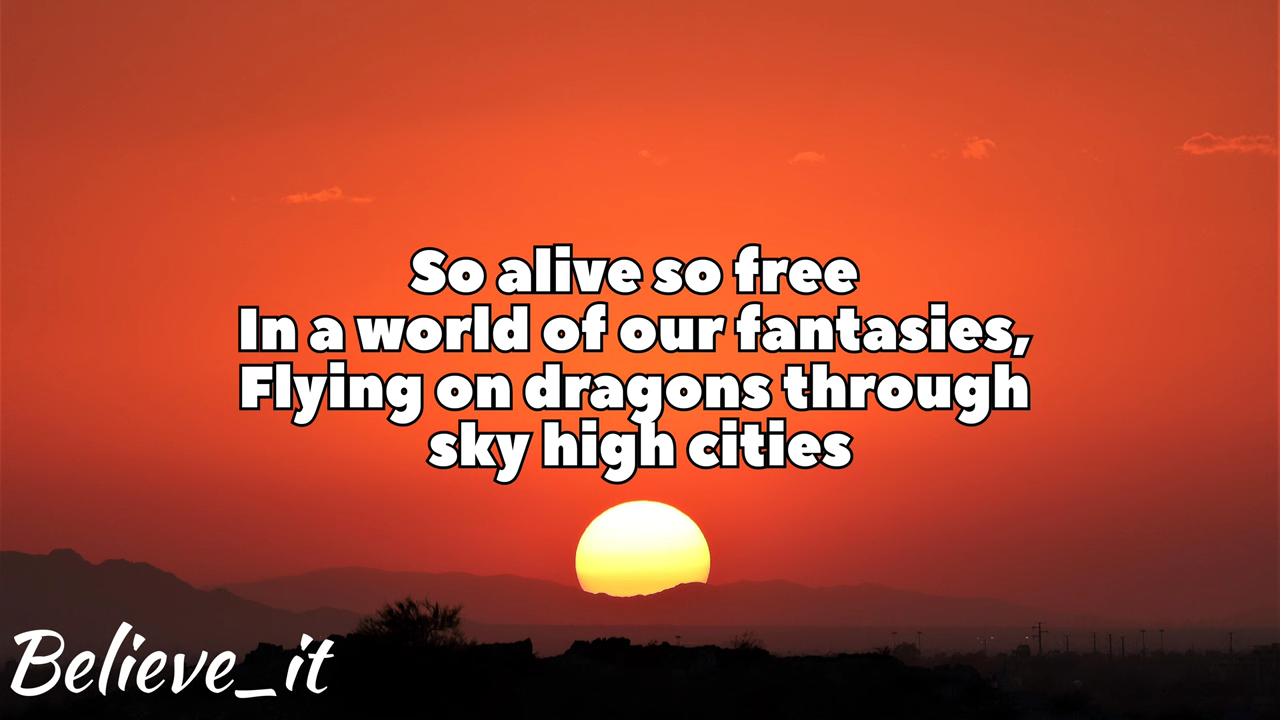 So alive so free
In a world of our fantasies,
Flying on dragons through
sky high cities
Believe_it